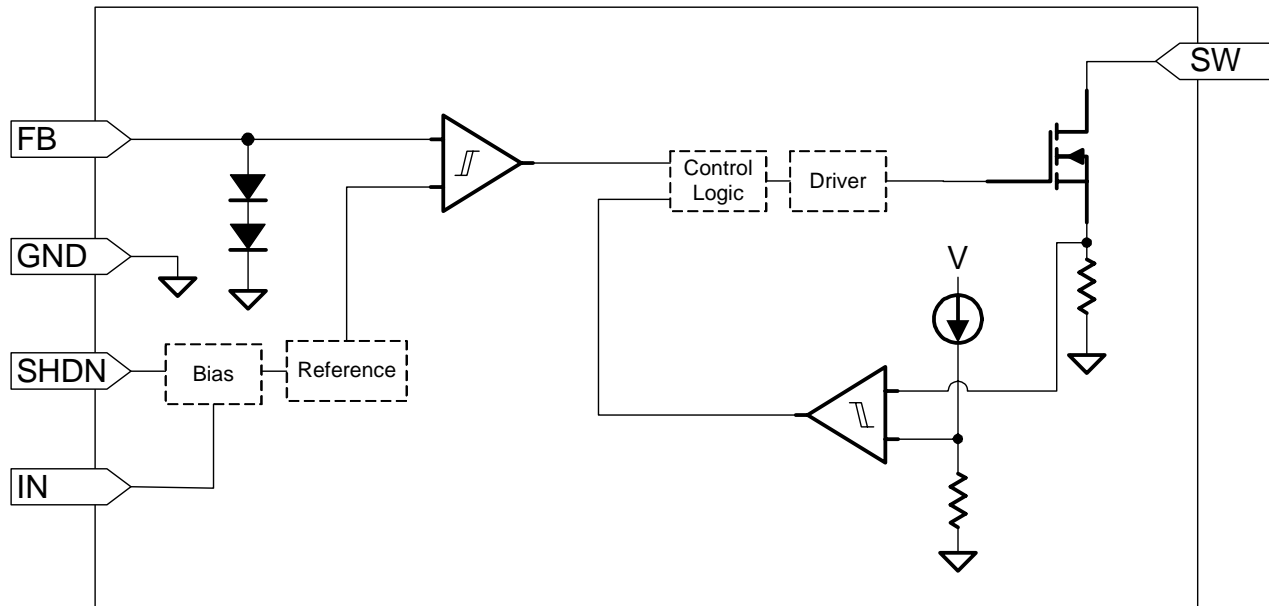 SW
FB
Control
Logic
Driver
GND
V
SHDN
Bias
Reference
IN